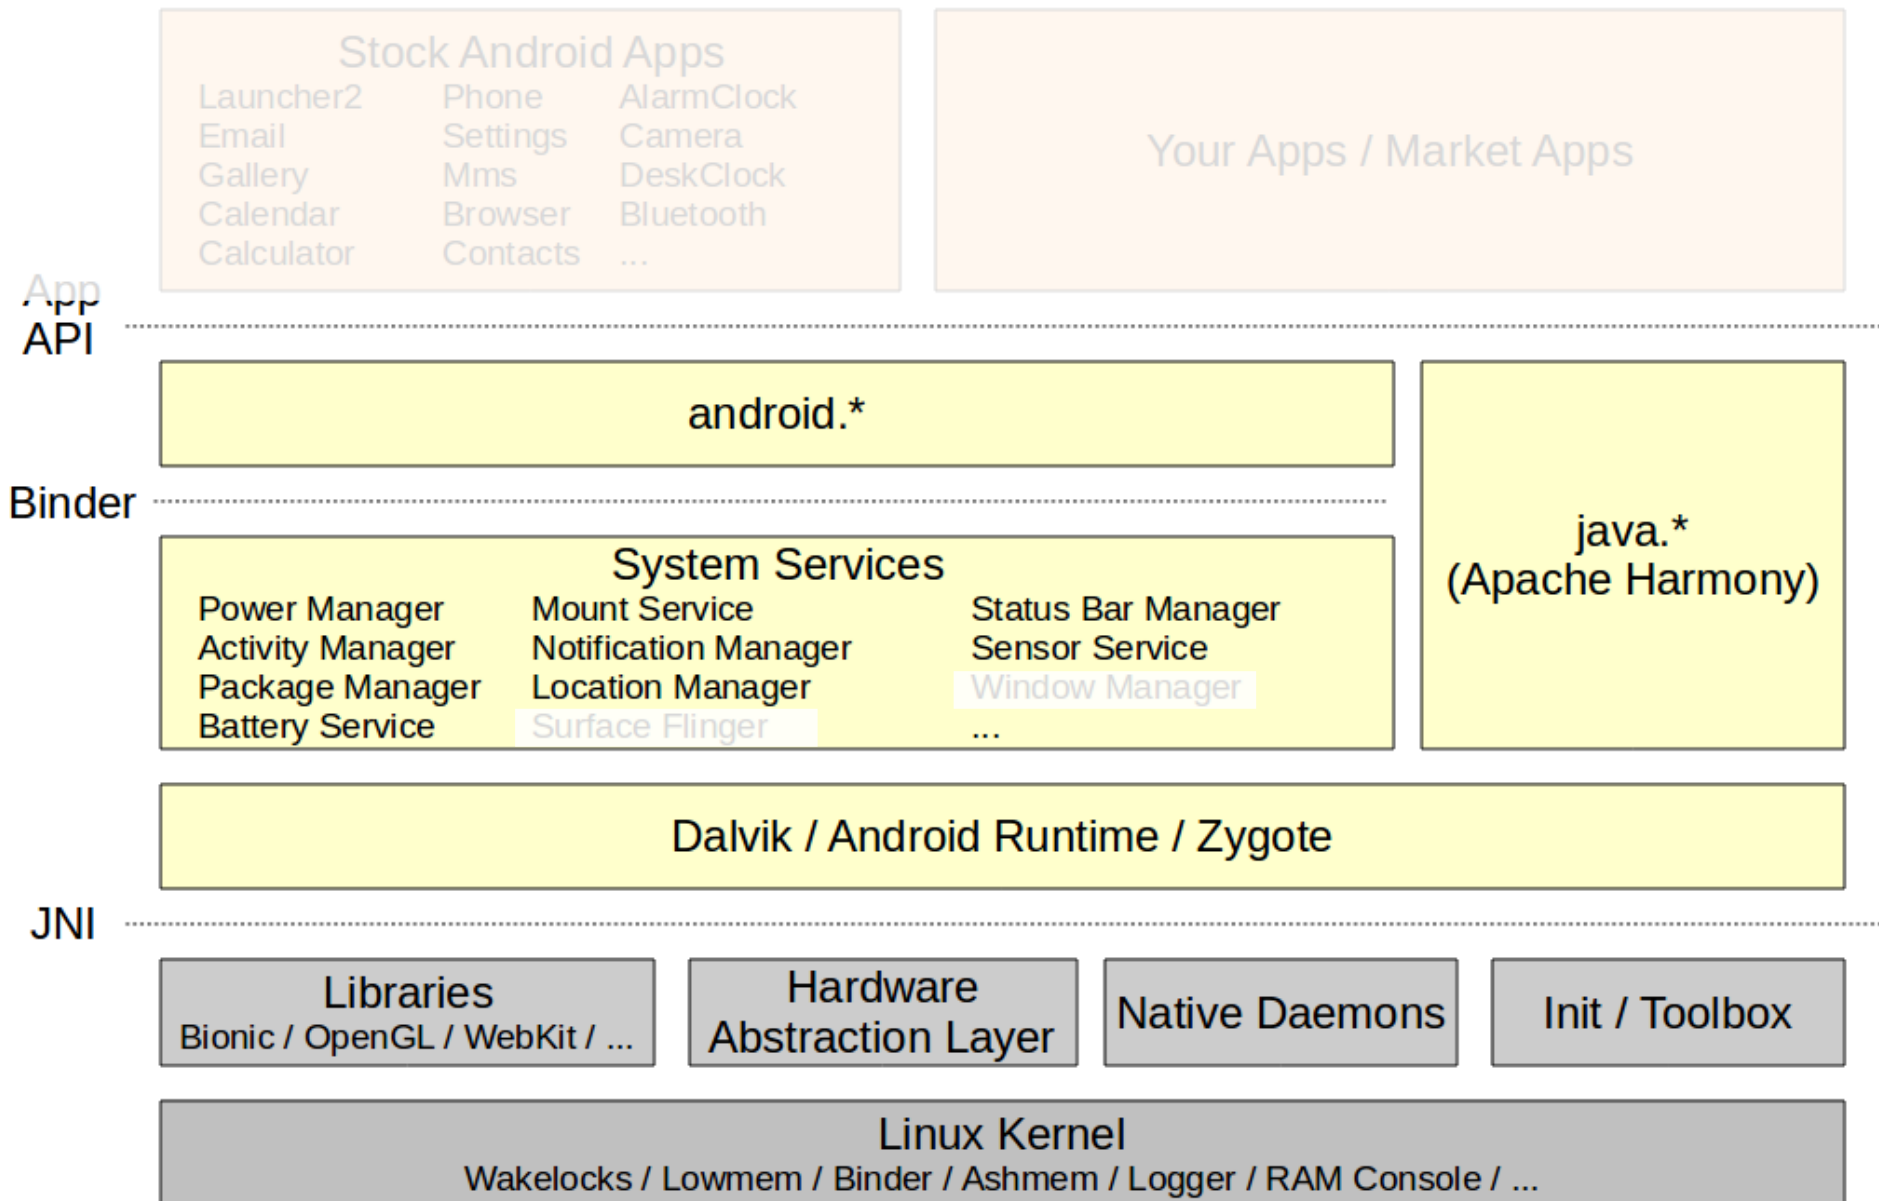 Stock Android Apps
Launcher2 Phone AlarmClock
Email Settings Camera
Gallery Mms DeskClock
Calendar Browser Bluetooth
Calculator Contacts ...
Your Apps / Market Apps
App
API
android.*
Binder
java.*
(Apache Harmony)
System Services
Power Manager Mount Service Status Bar Manager
Activity Manager Notification Manager Sensor Service
Package Manager Location Manager Window Manager
Battery Service Surface Flinger ...
Dalvik / Android Runtime / Zygote
JNI
Libraries
Bionic / OpenGL / WebKit / ...
Hardware
Abstraction Layer
Native Daemons
Init / Toolbox
Linux Kernel
Wakelocks / Lowmem / Binder / Ashmem / Logger / RAM Console / ...